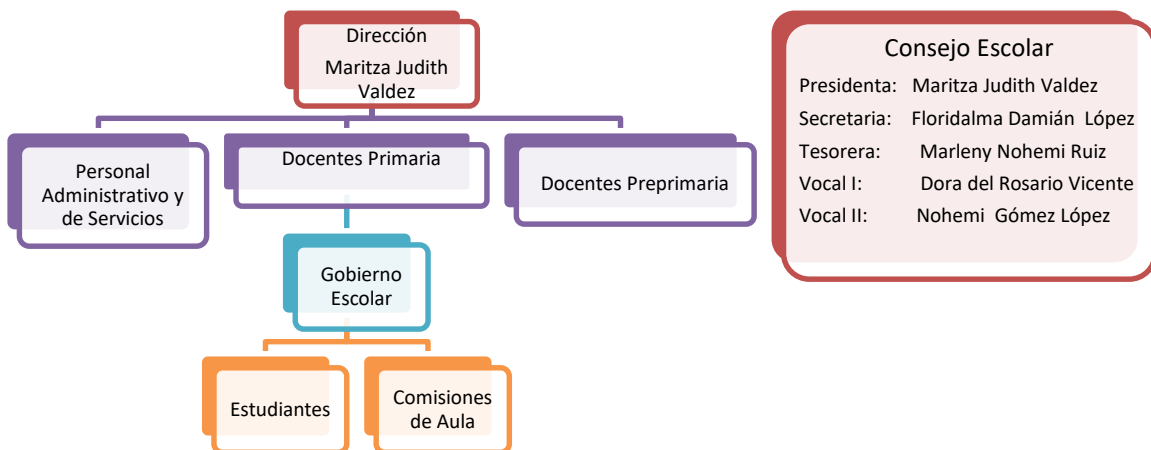 Dirección
Maritza Judith
Valdez
Personal
Administrativo y
de Servicios
Docentes Primaria
Docentes Preprimaria
Gobierno
Escolar
Estudiantes
Comisiones
de Aula
Consejo Escolar
Presidenta: Maritza Judith Valdez
Secretaria: Floridalma Damián López
Tesorera: Marleny Nohemi Ruiz
Vocal I: Dora del Rosario Vicente
Vocal II: Nohemi Gómez López